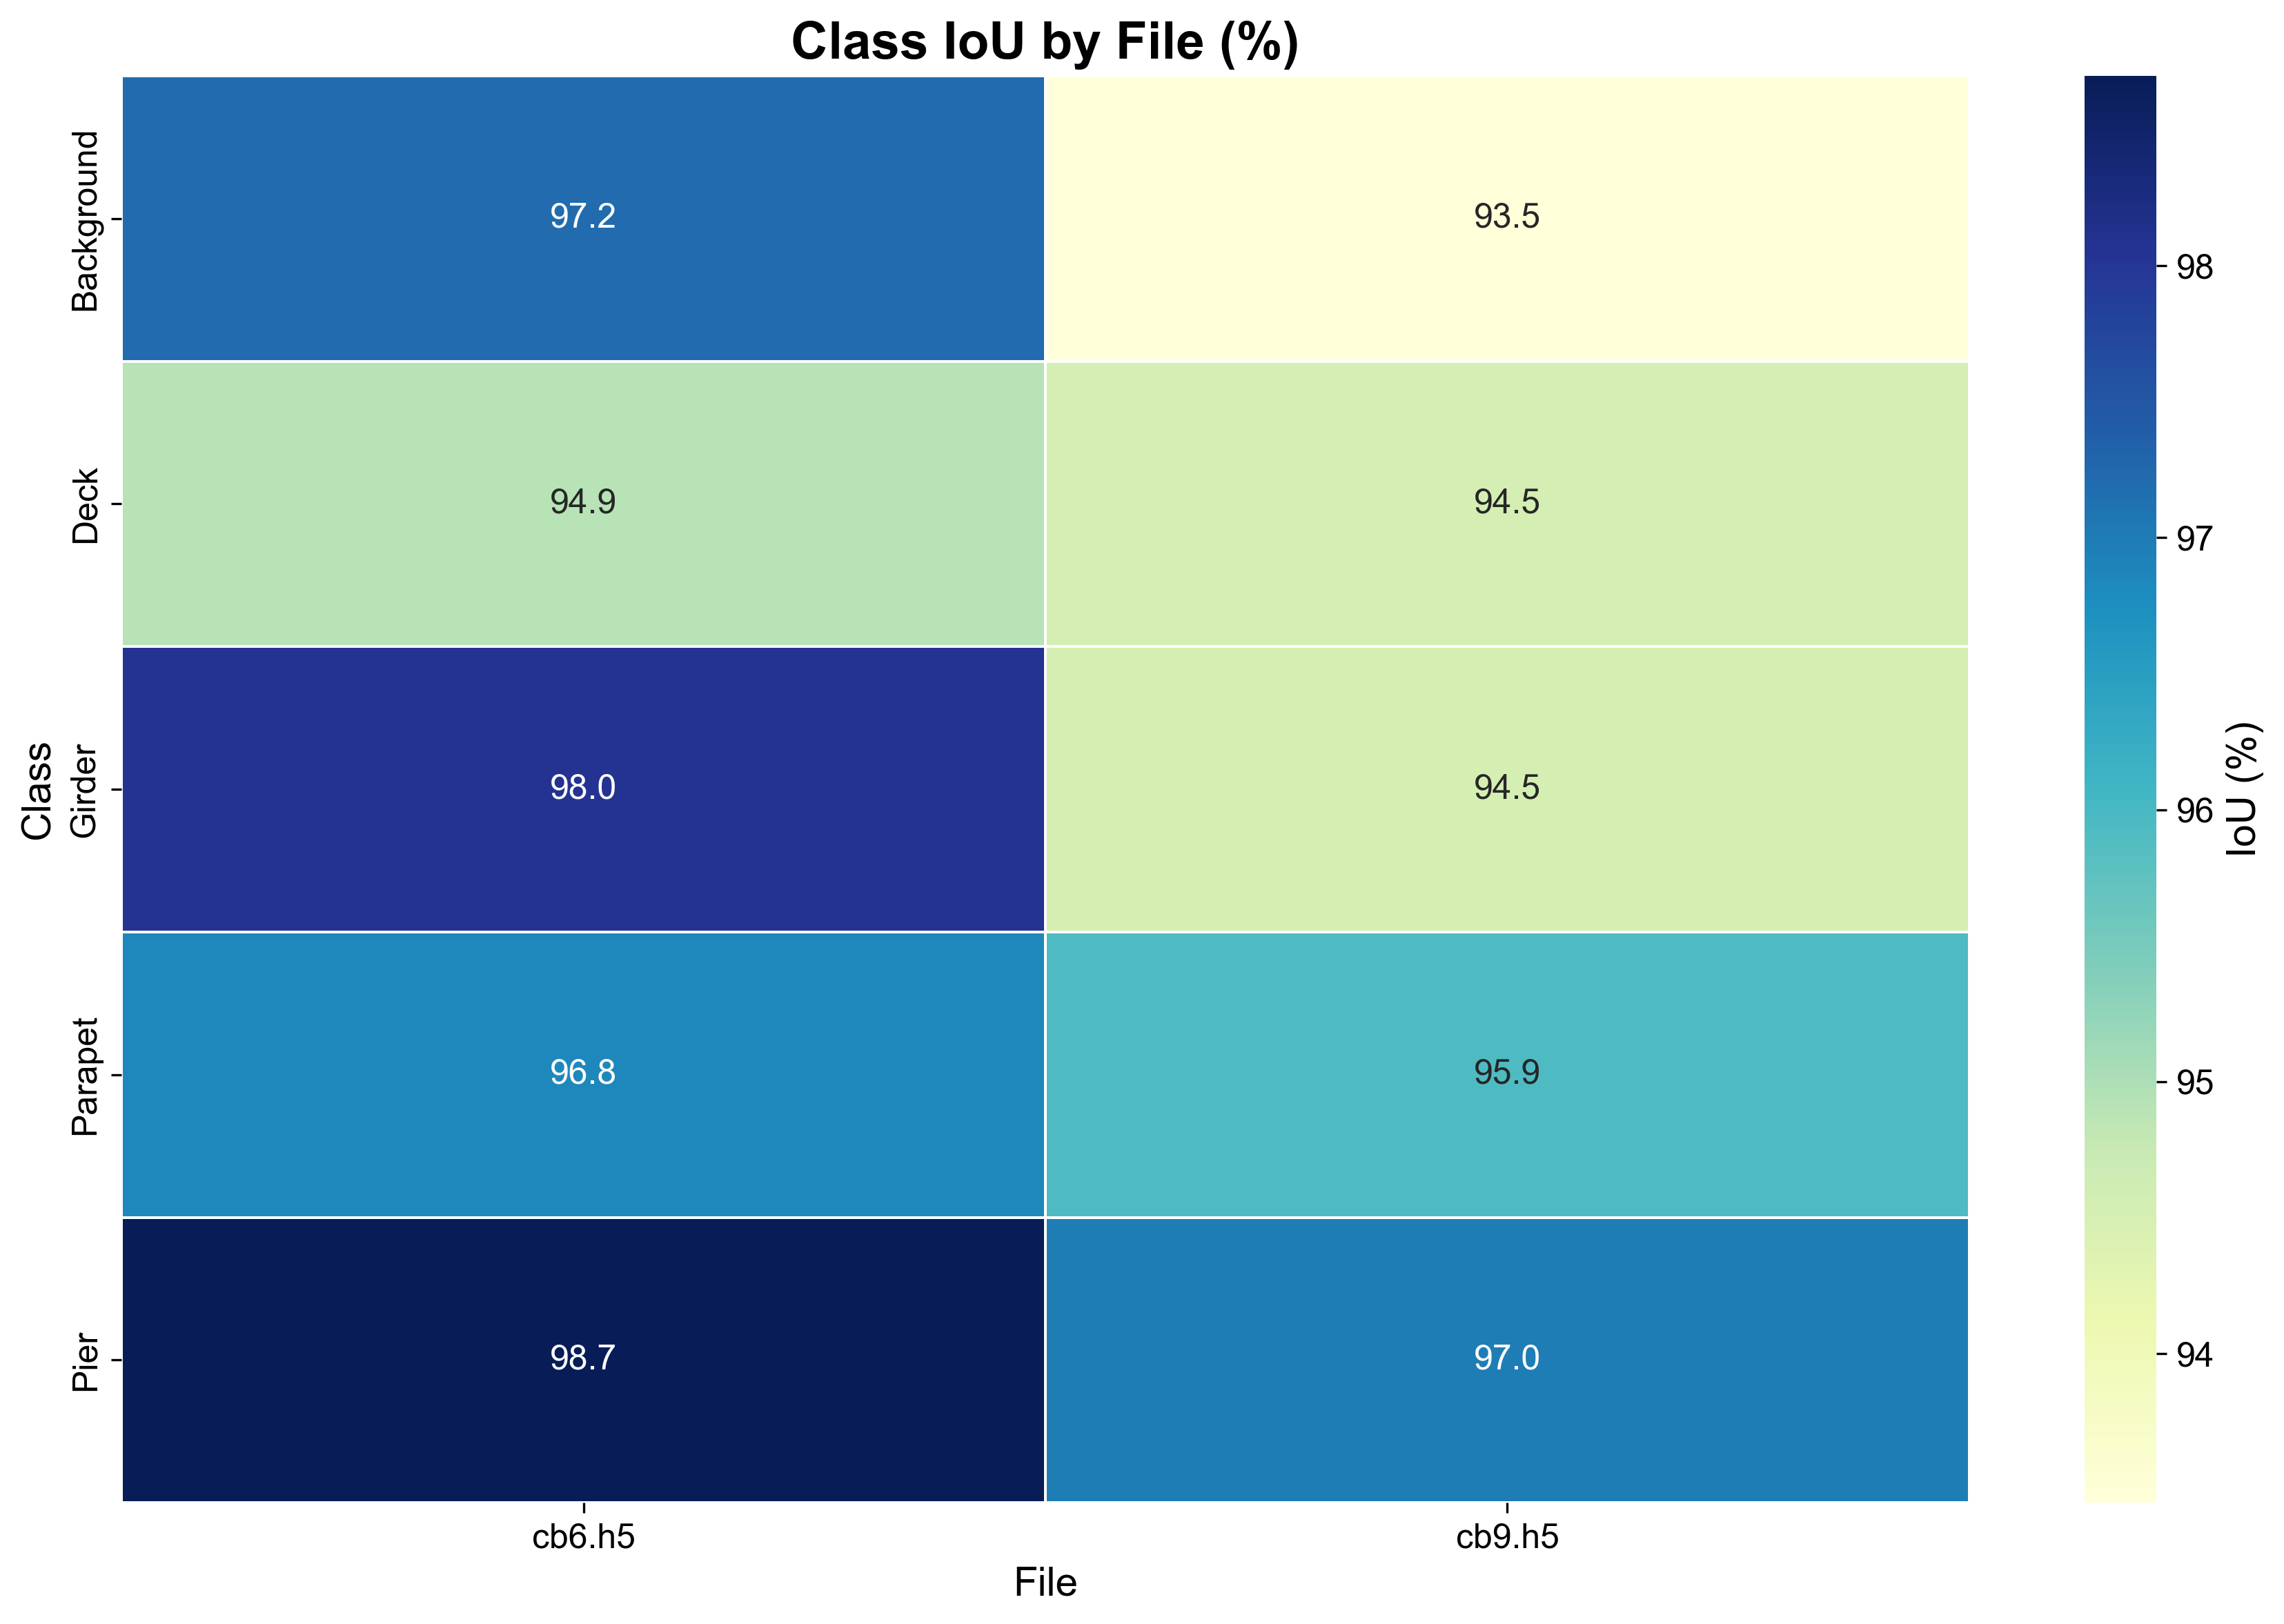 Class IoU by File (%)
Class
Background
97.2
93.5
Deck
94.9
94.5
Girder
98.0
94.5
Parapet
96.8
95.9
Pier
98.7
97.0
cb6.h5
cb9.h5
File
98
97
96
95
94
IoU (%)